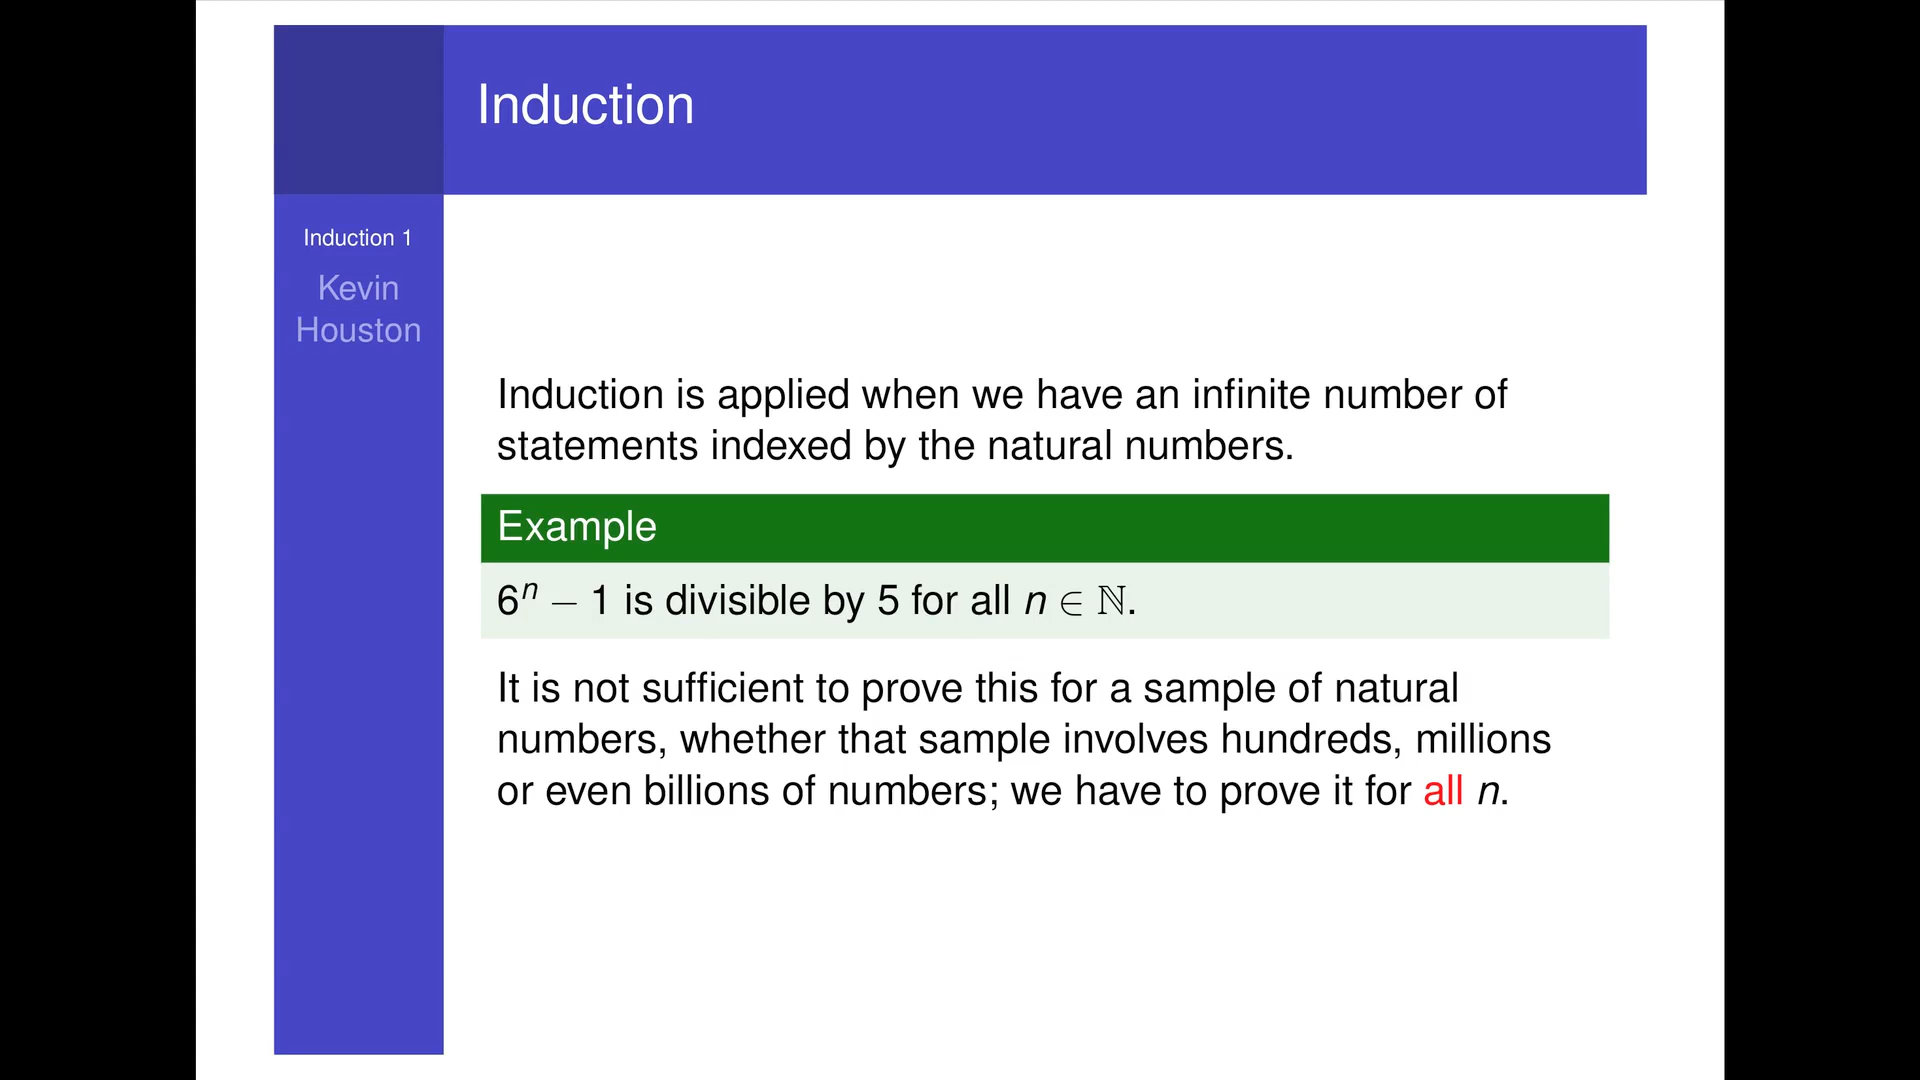 Induction
Induction 1
Kevin
Houston
Induction is applied when we have an infinite number of
statements indexed by the natural numbers.
Example
6ⁿ − 1 is divisible by 5 for all n ∈ ℕ.
It is not sufficient to prove this for a sample of natural
numbers, whether that sample involves hundreds, millions
or even billions of numbers; we have to prove it for all n.